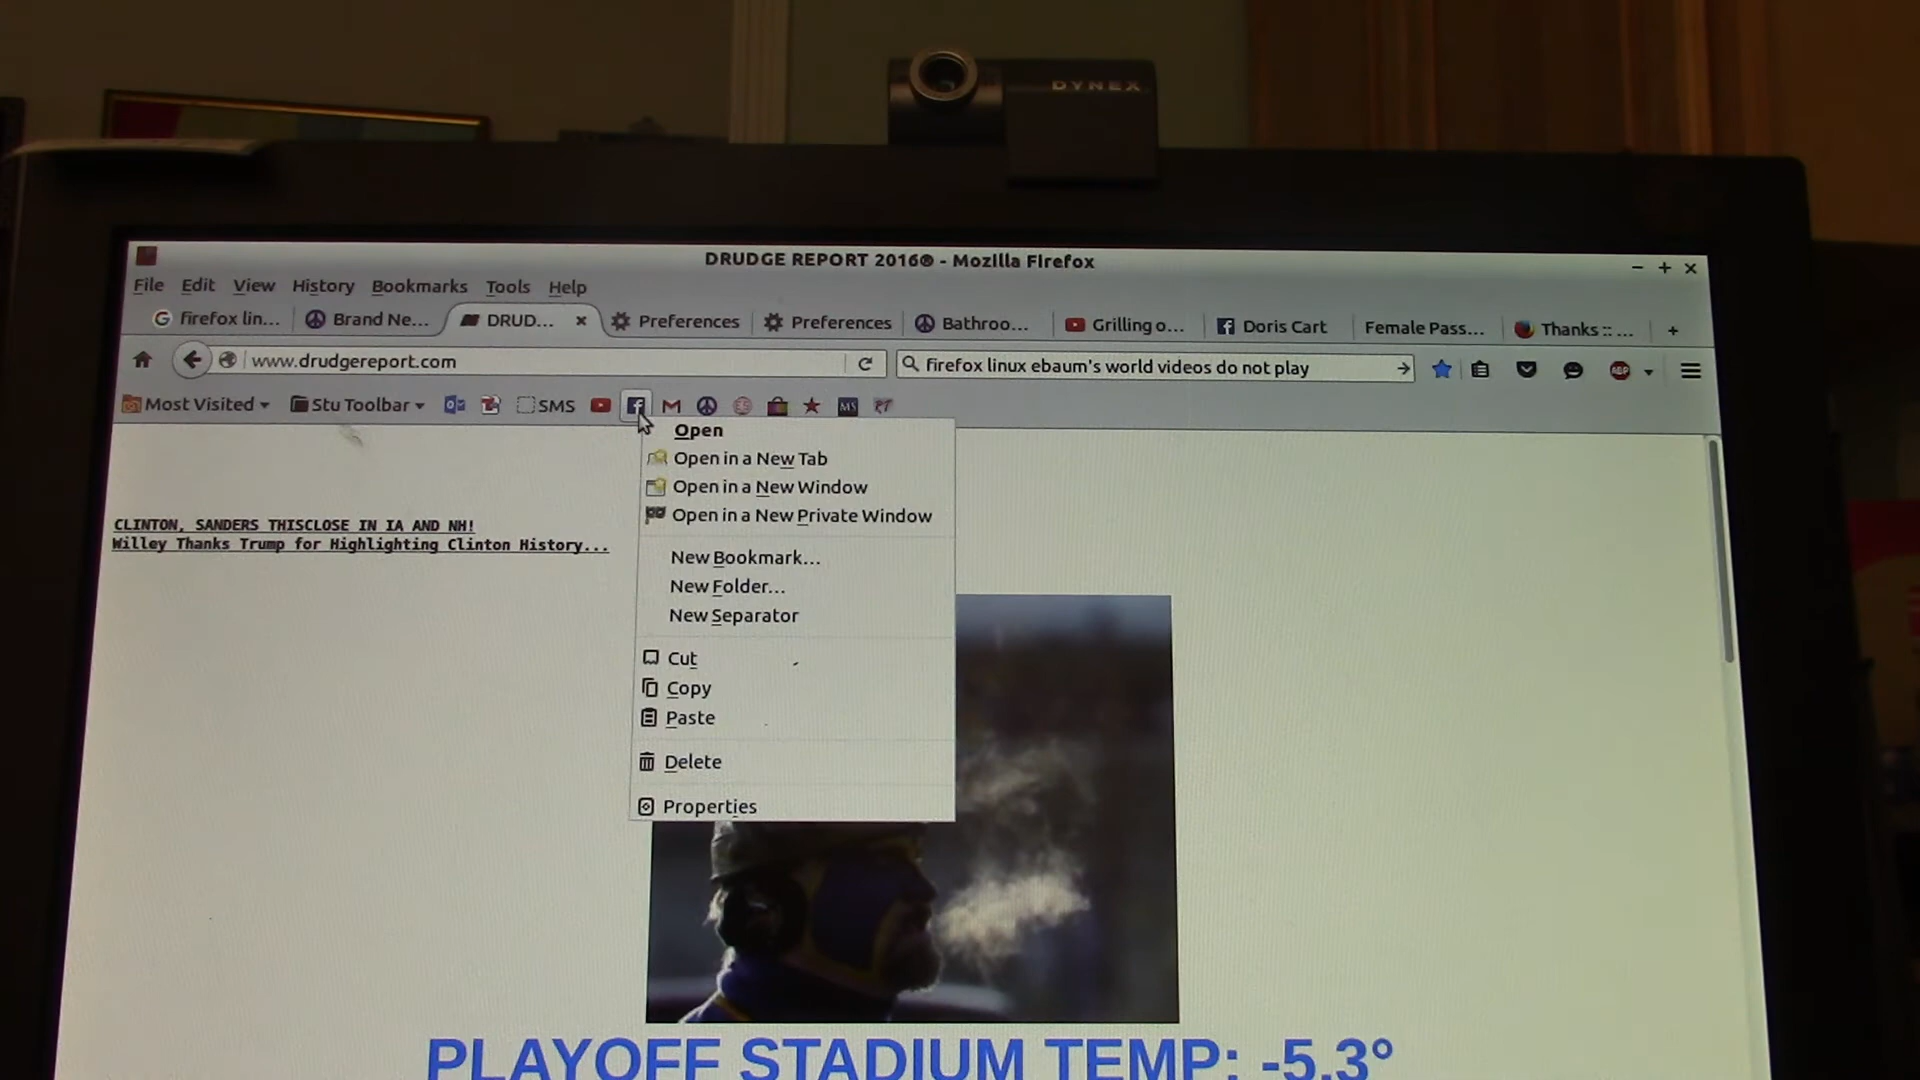 DYNEX
DRUDGE REPORT 2016® - Mozilla Firefox
File Edit View History Bookmarks Tools Help
firefox lin... Brand Ne... DRUD... Preferences Preferences Bathroo... Grilling o... Doris Cart Female Pass... Thanks :: ...
www.drudgereport.com firefox linux ebaum's world videos do not play ABP
Most Visited Stu Toolbar SMS MS RT
Open
Open in a New Tab
Open in a New Window
Open in a New Private Window
CLINTON, SANDERS THISCLOSE IN IA AND NH!
Willey Thanks Trump for Highlighting Clinton History...
New Bookmark...
New Folder...
New Separator
Cut
Copy
Paste
Delete
Properties
PLAYOFF STADIUM TEMP: -5.3°